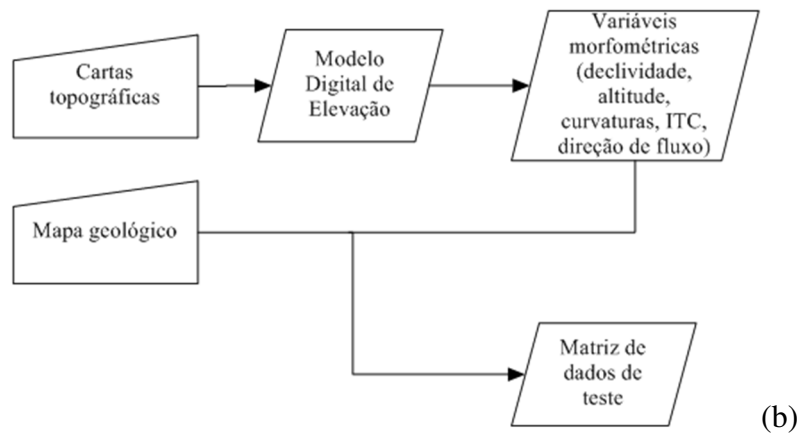 Cartas
topográficas
Modelo
Digital de
Elevação
Variáveis
morfométricas
(declividade,
altitude,
curvaturas, ITC,
direção de fluxo)
Mapa geológico
Matriz de
dados de
teste
(b)